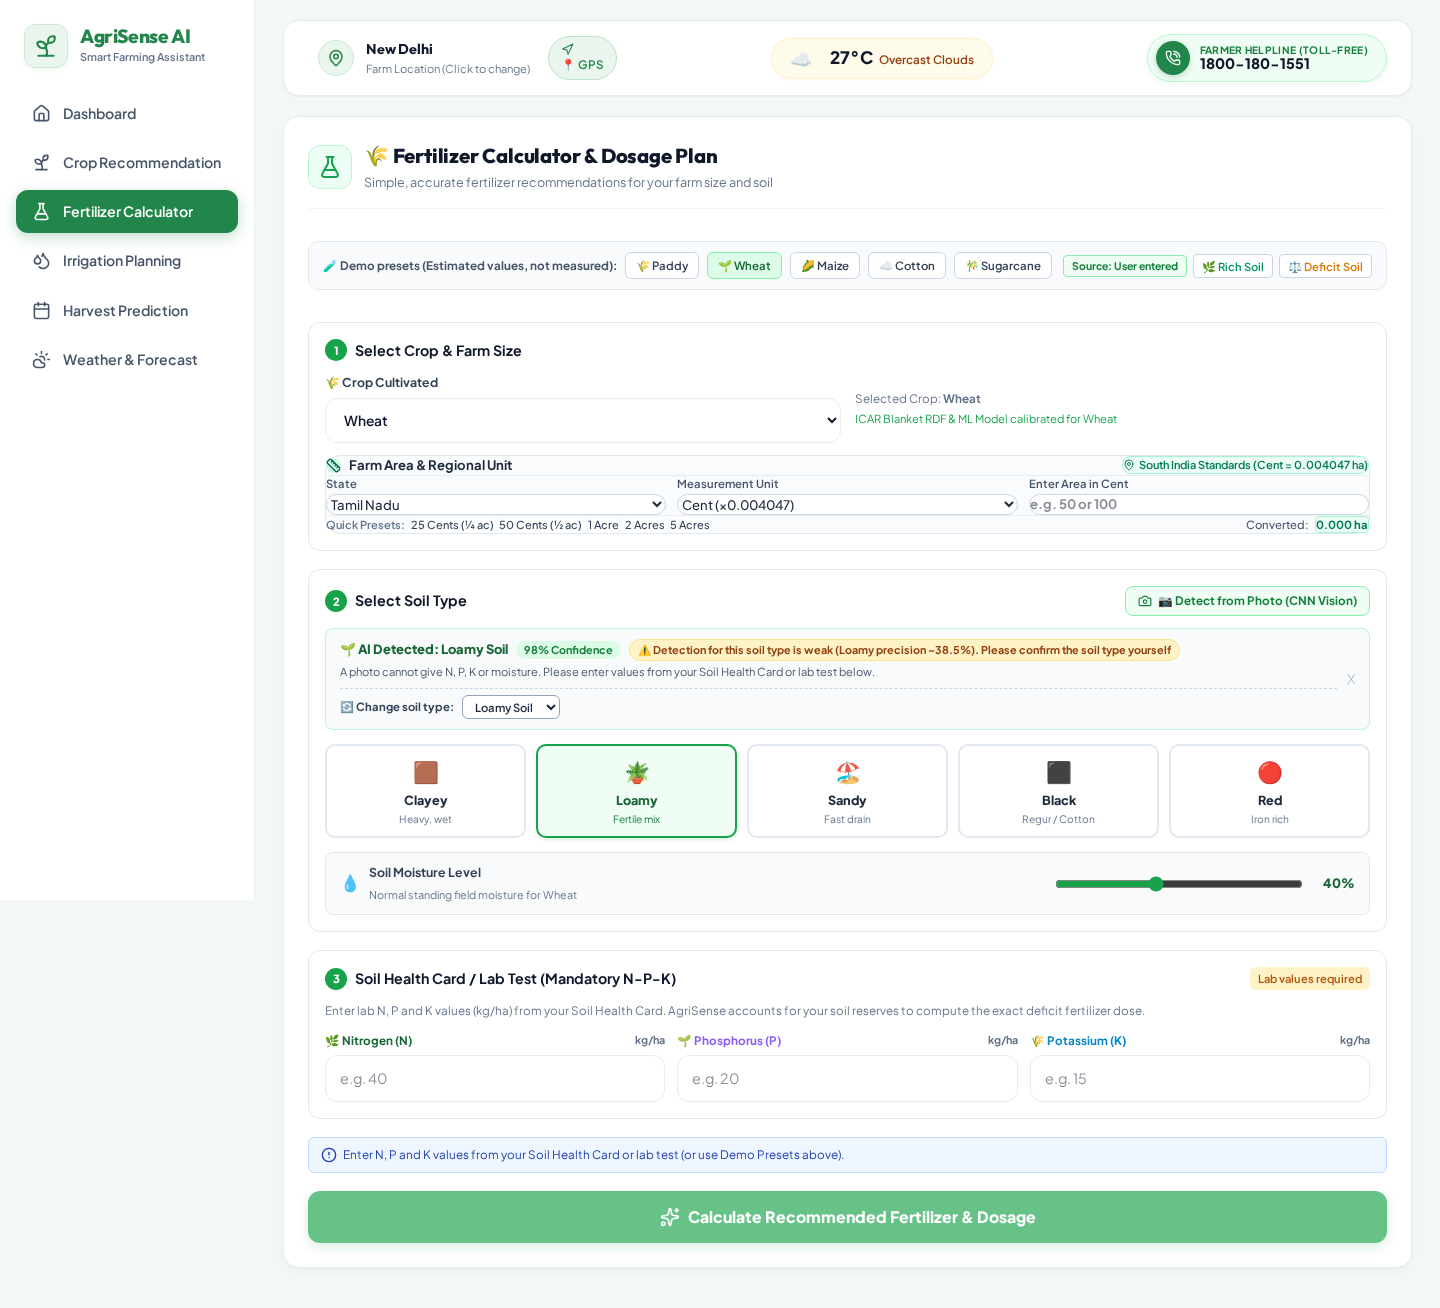 AgriSense AI
Smart Farming Assistant
Dashboard
Crop Recommendation
Fertilizer Calculator
Irrigation Planning
Harvest Prediction
Weather & Forecast
New Delhi
Farm Location (Click to change)
📍 GPS
☁️ 27°C Overcast Clouds
FARMER HELPLINE (TOLL-FREE)
1800-180-1551
🌾 Fertilizer Calculator & Dosage Plan
Simple, accurate fertilizer recommendations for your farm size and soil
🧪 Demo presets (Estimated values, not measured): 🌾 Paddy 🌱 Wheat 🌽 Maize ☁️ Cotton 🎋 Sugarcane Source: User entered 🌿 Rich Soil ⚖️ Deficit Soil
1 Select Crop & Farm Size
🌾 Crop Cultivated
Wheat
Selected Crop: Wheat
ICAR Blanket RDF & ML Model calibrated for Wheat
Farm Area & Regional Unit South India Standards (Cent = 0.004047 ha)
State Measurement Unit Enter Area in Cent
Tamil Nadu Cent (×0.004047) e.g. 50 or 100
Quick Presets: 25 Cents (¼ ac) 50 Cents (½ ac) 1 Acre 2 Acres 5 Acres Converted: 0.000 ha
2 Select Soil Type 📷 Detect from Photo (CNN Vision)
🌱 AI Detected: Loamy Soil 98% Confidence ⚠️ Detection for this soil type is weak (Loamy precision ~38.5%). Please confirm the soil type yourself
A photo cannot give N, P, K or moisture. Please enter values from your Soil Health Card or lab test below.
X
🔄 Change soil type: Loamy Soil
Clayey Loamy Sandy Black Red
Heavy, wet Fertile mix Fast drain Regur / Cotton Iron rich
Soil Moisture Level
Normal standing field moisture for Wheat
40%
3 Soil Health Card / Lab Test (Mandatory N-P-K) Lab values required
Enter lab N, P and K values (kg/ha) from your Soil Health Card. AgriSense accounts for your soil reserves to compute the exact deficit fertilizer dose.
🌿 Nitrogen (N) kg/ha 🌱 Phosphorus (P) kg/ha 🌾 Potassium (K) kg/ha
e.g. 40 e.g. 20 e.g. 15
Enter N, P and K values from your Soil Health Card or lab test (or use Demo Presets above).
Calculate Recommended Fertilizer & Dosage